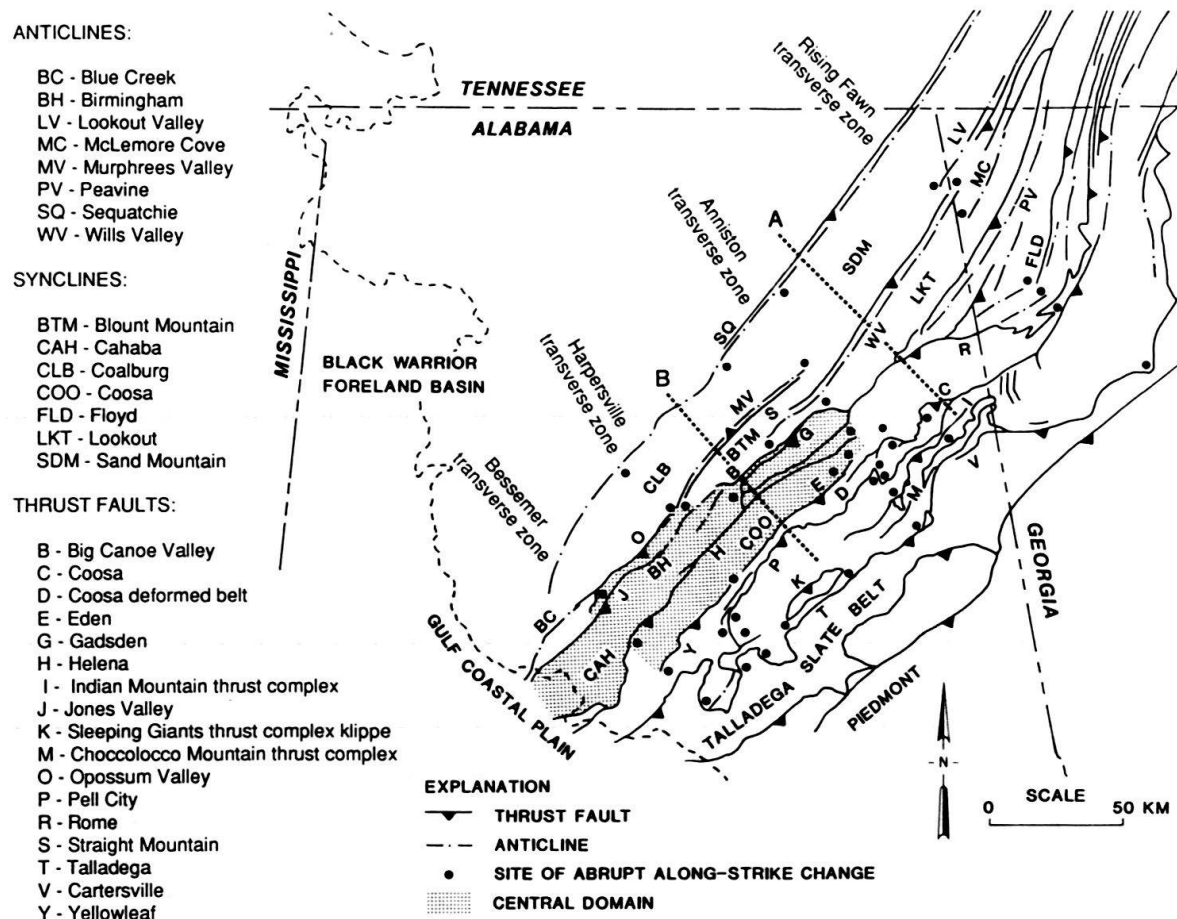 ANTICLINES:
BC - Blue Creek
BH - Birmingham
LV - Lookout Valley
MC - McLemore Cove
MV - Murphrees Valley
PV - Peavine
SQ - Sequatchie
WV - Wills Valley
SYNCLINES:
BTM - Blount Mountain
CAH - Cahaba
CLB - Coalburg
COO - Coosa
FLD - Floyd
LKT - Lookout
SDM - Sand Mountain
THRUST FAULTS:
B - Big Canoe Valley
C - Coosa
D - Coosa deformed belt
E - Eden
G - Gadsden
H - Helena
I - Indian Mountain thrust complex
J - Jones Valley
K - Sleeping Giants thrust complex klippe
M - Choccolocco Mountain thrust complex
O - Opossum Valley
P - Pell City
R - Rome
S - Straight Mountain
T - Talladega
V - Cartersville
Y - Yellowleaf
TENNESSEE
ALABAMA
MISSISSIPPI
GEORGIA
BLACK WARRIOR
FORELAND BASIN
Rising Fawn
transverse zone
Anniston
transverse zone
Harpersville
transverse zone
Bessemer
transverse zone
A
B
LV
MC
PV
SDM
FLD
LKT
SQ
WV
R
C
I
MV
BTM
S
G
B
V
CLB
E
D
M
O
H
COO
BH
P
J
K
T
BC
CAH
Y
GULF COASTAL PLAIN
TALLADEGA SLATE BELT
PIEDMONT
EXPLANATION
THRUST FAULT
ANTICLINE
SITE OF ABRUPT ALONG-STRIKE CHANGE
CENTRAL DOMAIN
N
SCALE
0 50 KM